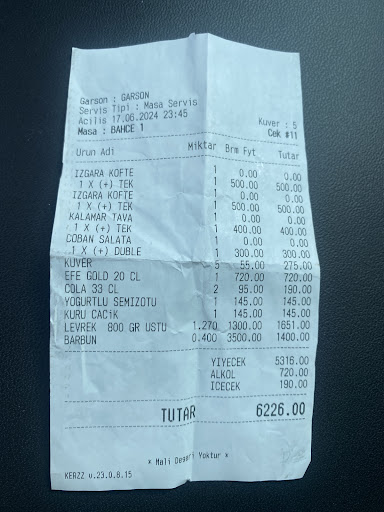 Garson : GARSON
Servis Tipi : Masa Servis
Acilis 17.06.2024 23:45 Kuver : 5
Masa : BAHCE 1 Cek #11
Urun Adi Miktar Brm Fyt Tutar
IZGARA KOFTE 1 0.00 0.00
1 X (+) TEK 1 500.00 500.00
IZGARA KOFTE 1 0.00 0.00
1 X (+) TEK 1 500.00 500.00
KALAMAR TAVA 1 0.00 0.00
1 X (+) TEK 1 400.00 400.00
COBAN SALATA 1 0.00 0.00
1 X (+) DUBLE 1 300.00 300.00
KUVER 5 55.00 275.00
EFE GOLD 20 CL 1 720.00 720.00
COLA 33 CL 2 95.00 190.00
YOGURTLU SEMIZOTU 1 145.00 145.00
KURU CACiK 1 145.00 145.00
LEVREK 800 GR USTU 1.270 1300.00 1651.00
BARBUN 0.400 3500.00 1400.00
YIYECEK 5316.00
ALKOL 720.00
ICECEK 190.00
TUTAR 6226.00
* Mali Degeri Yoktur *
KERZZ v.23.0.8.15